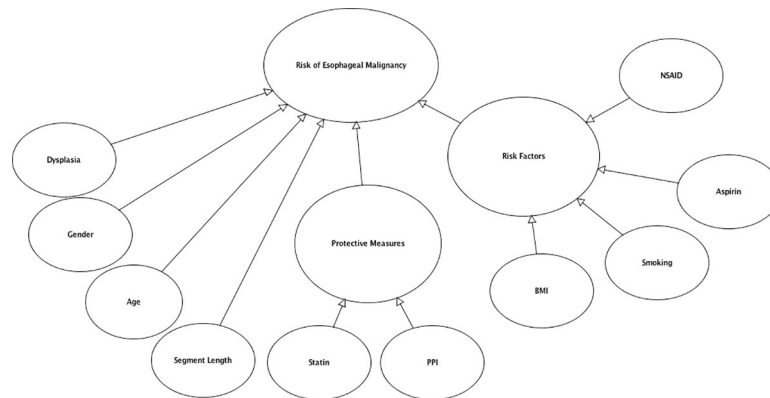 Risk of Esophageal Malignancy
NSAID
Dysplasia
Risk Factors
Aspirin
Gender
Protective Measures
Smoking
BMI
Age
Segment Length
Statin
PPI